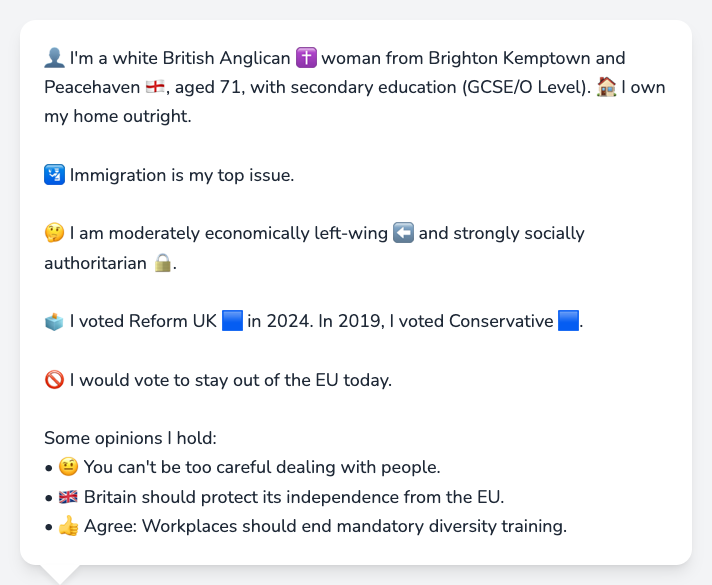 👤 I'm a white British Anglican ✝️ woman from Brighton Kemptown and
Peacehaven 🏴󠁧󠁢󠁥󠁮󠁧󠁿, aged 71, with secondary education (GCSE/O Level). 🏠 I own
my home outright.
🛂 Immigration is my top issue.
🤔 I am moderately economically left-wing ⬅️ and strongly socially
authoritarian 🔒.
🗳️ I voted Reform UK 🟦 in 2024. In 2019, I voted Conservative 🟦.
🚫 I would vote to stay out of the EU today.
Some opinions I hold:
• 🤨 You can't be too careful dealing with people.
• 🇬🇧 Britain should protect its independence from the EU.
• 👍 Agree: Workplaces should end mandatory diversity training.